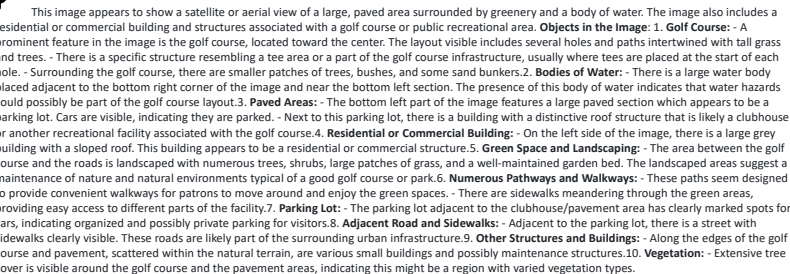 This image appears to show a satellite or aerial view of a large, paved area surrounded by greenery and a body of water. The image also includes a
residential or commercial building and structures associated with a golf course or public recreational area. Objects in the Image: 1. Golf Course: - A
prominent feature in the image is the golf course, located toward the center. The layout visible includes several holes and paths intertwined with tall grass
and trees. - There is a specific structure resembling a tee area or a part of the golf course infrastructure, usually where tees are placed at the start of each
hole. - Surrounding the golf course, there are smaller patches of trees, bushes, and some sand bunkers.2. Bodies of Water: - There is a large water body
placed adjacent to the bottom right corner of the image and near the bottom left section. The presence of this body of water indicates that water hazards
could possibly be part of the golf course layout.3. Paved Areas: - The bottom left part of the image features a large paved section which appears to be a
parking lot. Cars are visible, indicating they are parked. - Next to this parking lot, there is a building with a distinctive roof structure that is likely a clubhouse
or another recreational facility associated with the golf course.4. Residential or Commercial Building: - On the left side of the image, there is a large grey
building with a sloped roof. This building appears to be a residential or commercial structure.5. Green Space and Landscaping: - The area between the golf
course and the roads is landscaped with numerous trees, shrubs, large patches of grass, and a well-maintained garden bed. The landscaped areas suggest a
maintenance of nature and natural environments typical of a good golf course or park.6. Numerous Pathways and Walkways: - These paths seem designed
to provide convenient walkways for patrons to move around and enjoy the green spaces. - There are sidewalks meandering through the green areas,
providing easy access to different parts of the facility.7. Parking Lot: - The parking lot adjacent to the clubhouse/pavement area has clearly marked spots for
cars, indicating organized and possibly private parking for visitors.8. Adjacent Road and Sidewalks: - Adjacent to the parking lot, there is a street with
sidewalks clearly visible. These roads are likely part of the surrounding urban infrastructure.9. Other Structures and Buildings: - Along the edges of the golf
course and pavement, scattered within the natural terrain, are various small buildings and possibly maintenance structures.10. Vegetation: - Extensive tree
cover is visible around the golf course and the pavement areas, indicating this might be a region with varied vegetation types.